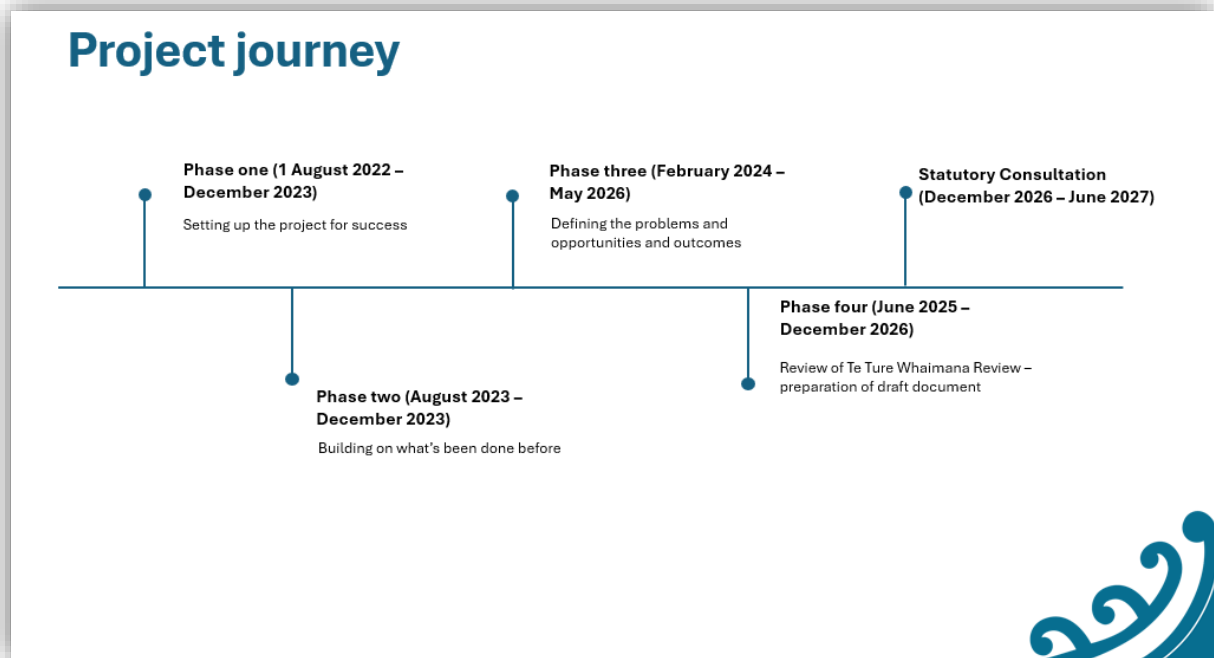 Project journey
Phase one (1 August 2022 –
December 2023)
Setting up the project for success
Phase three (February 2024 –
May 2026)
Defining the problems and
opportunities and outcomes
Statutory Consultation
(December 2026 – June 2027)
Phase two (August 2023 –
December 2023)
Building on what's been done before
Phase four (June 2025 –
December 2026)
Review of Te Ture Whaimana Review –
preparation of draft document